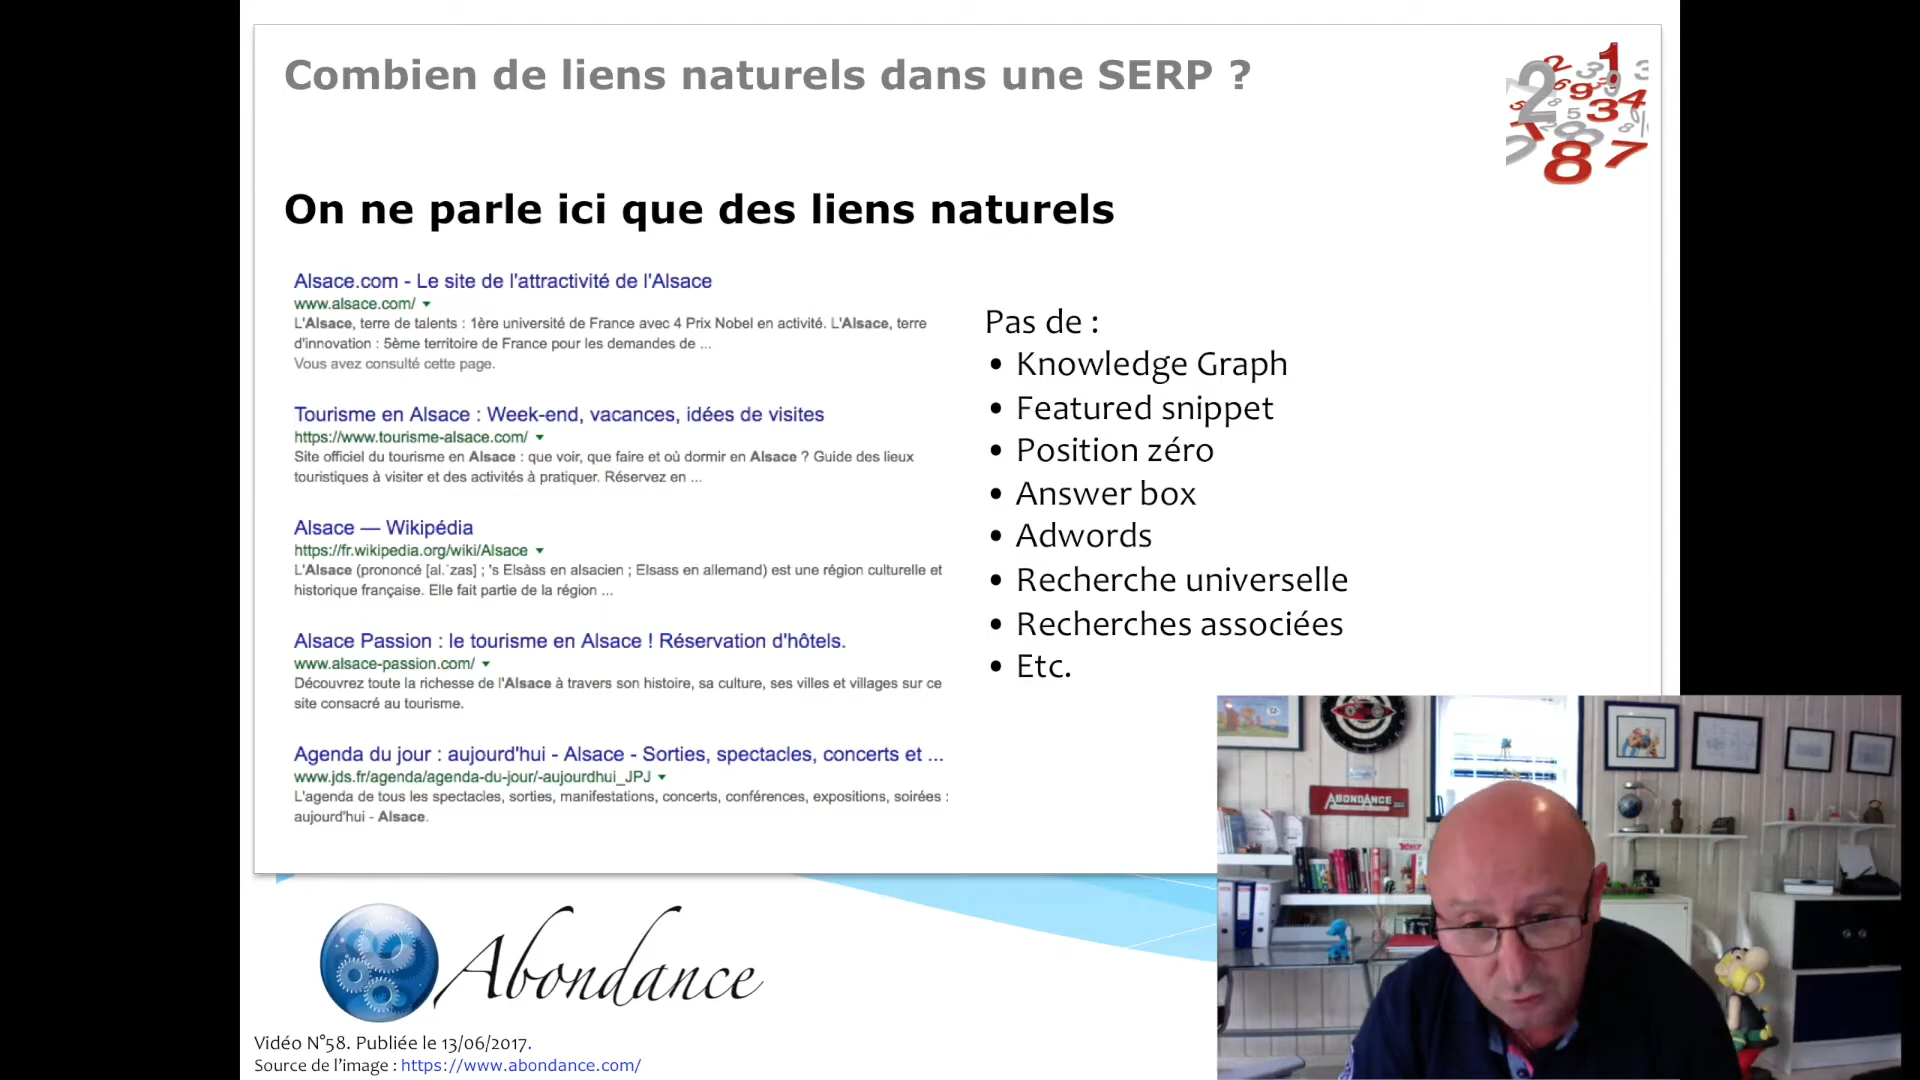 Combien de liens naturels dans une SERP ?
On ne parle ici que des liens naturels
Alsace.com - Le site de l'attractivité de l'Alsace
www.alsace.com/
L'Alsace, terre de talents : 1ère université de France avec 4 Prix Nobel en activité. L'Alsace, terre
d'innovation : 5ème territoire de France pour les demandes de ...
Vous avez consulté cette page.
Tourisme en Alsace : Week-end, vacances, idées de visites
https://www.tourisme-alsace.com/
Site officiel du tourisme en Alsace : que voir, que faire et où dormir en Alsace ? Guide des lieux
touristiques à visiter et des activités à pratiquer. Réservez en ...
Alsace — Wikipédia
https://fr.wikipedia.org/wiki/Alsace
L'Alsace (prononcé [al.ˈzas] ; 's Elsàss en alsacien ; Elsass en allemand) est une région culturelle et
historique française. Elle fait partie de la région ...
Alsace Passion : le tourisme en Alsace ! Réservation d'hôtels.
www.alsace-passion.com/
Découvrez toute la richesse de l'Alsace à travers son histoire, sa culture, ses villes et villages sur ce
site consacré au tourisme.
Agenda du jour : aujourd'hui - Alsace - Sorties, spectacles, concerts et ...
www.jds.fr/agenda/agenda-du-jour/-aujourdhui_JPJ
L'agenda de tous les spectacles, sorties, manifestations, concerts, conférences, expositions, soirées :
aujourd'hui - Alsace.
Pas de :
• Knowledge Graph
• Featured snippet
• Position zéro
• Answer box
• Adwords
• Recherche universelle
• Recherches associées
• Etc.
ABONDANCE
Abondance
Vidéo N°58. Publiée le 13/06/2017.
Source de l'image : https://www.abondance.com/